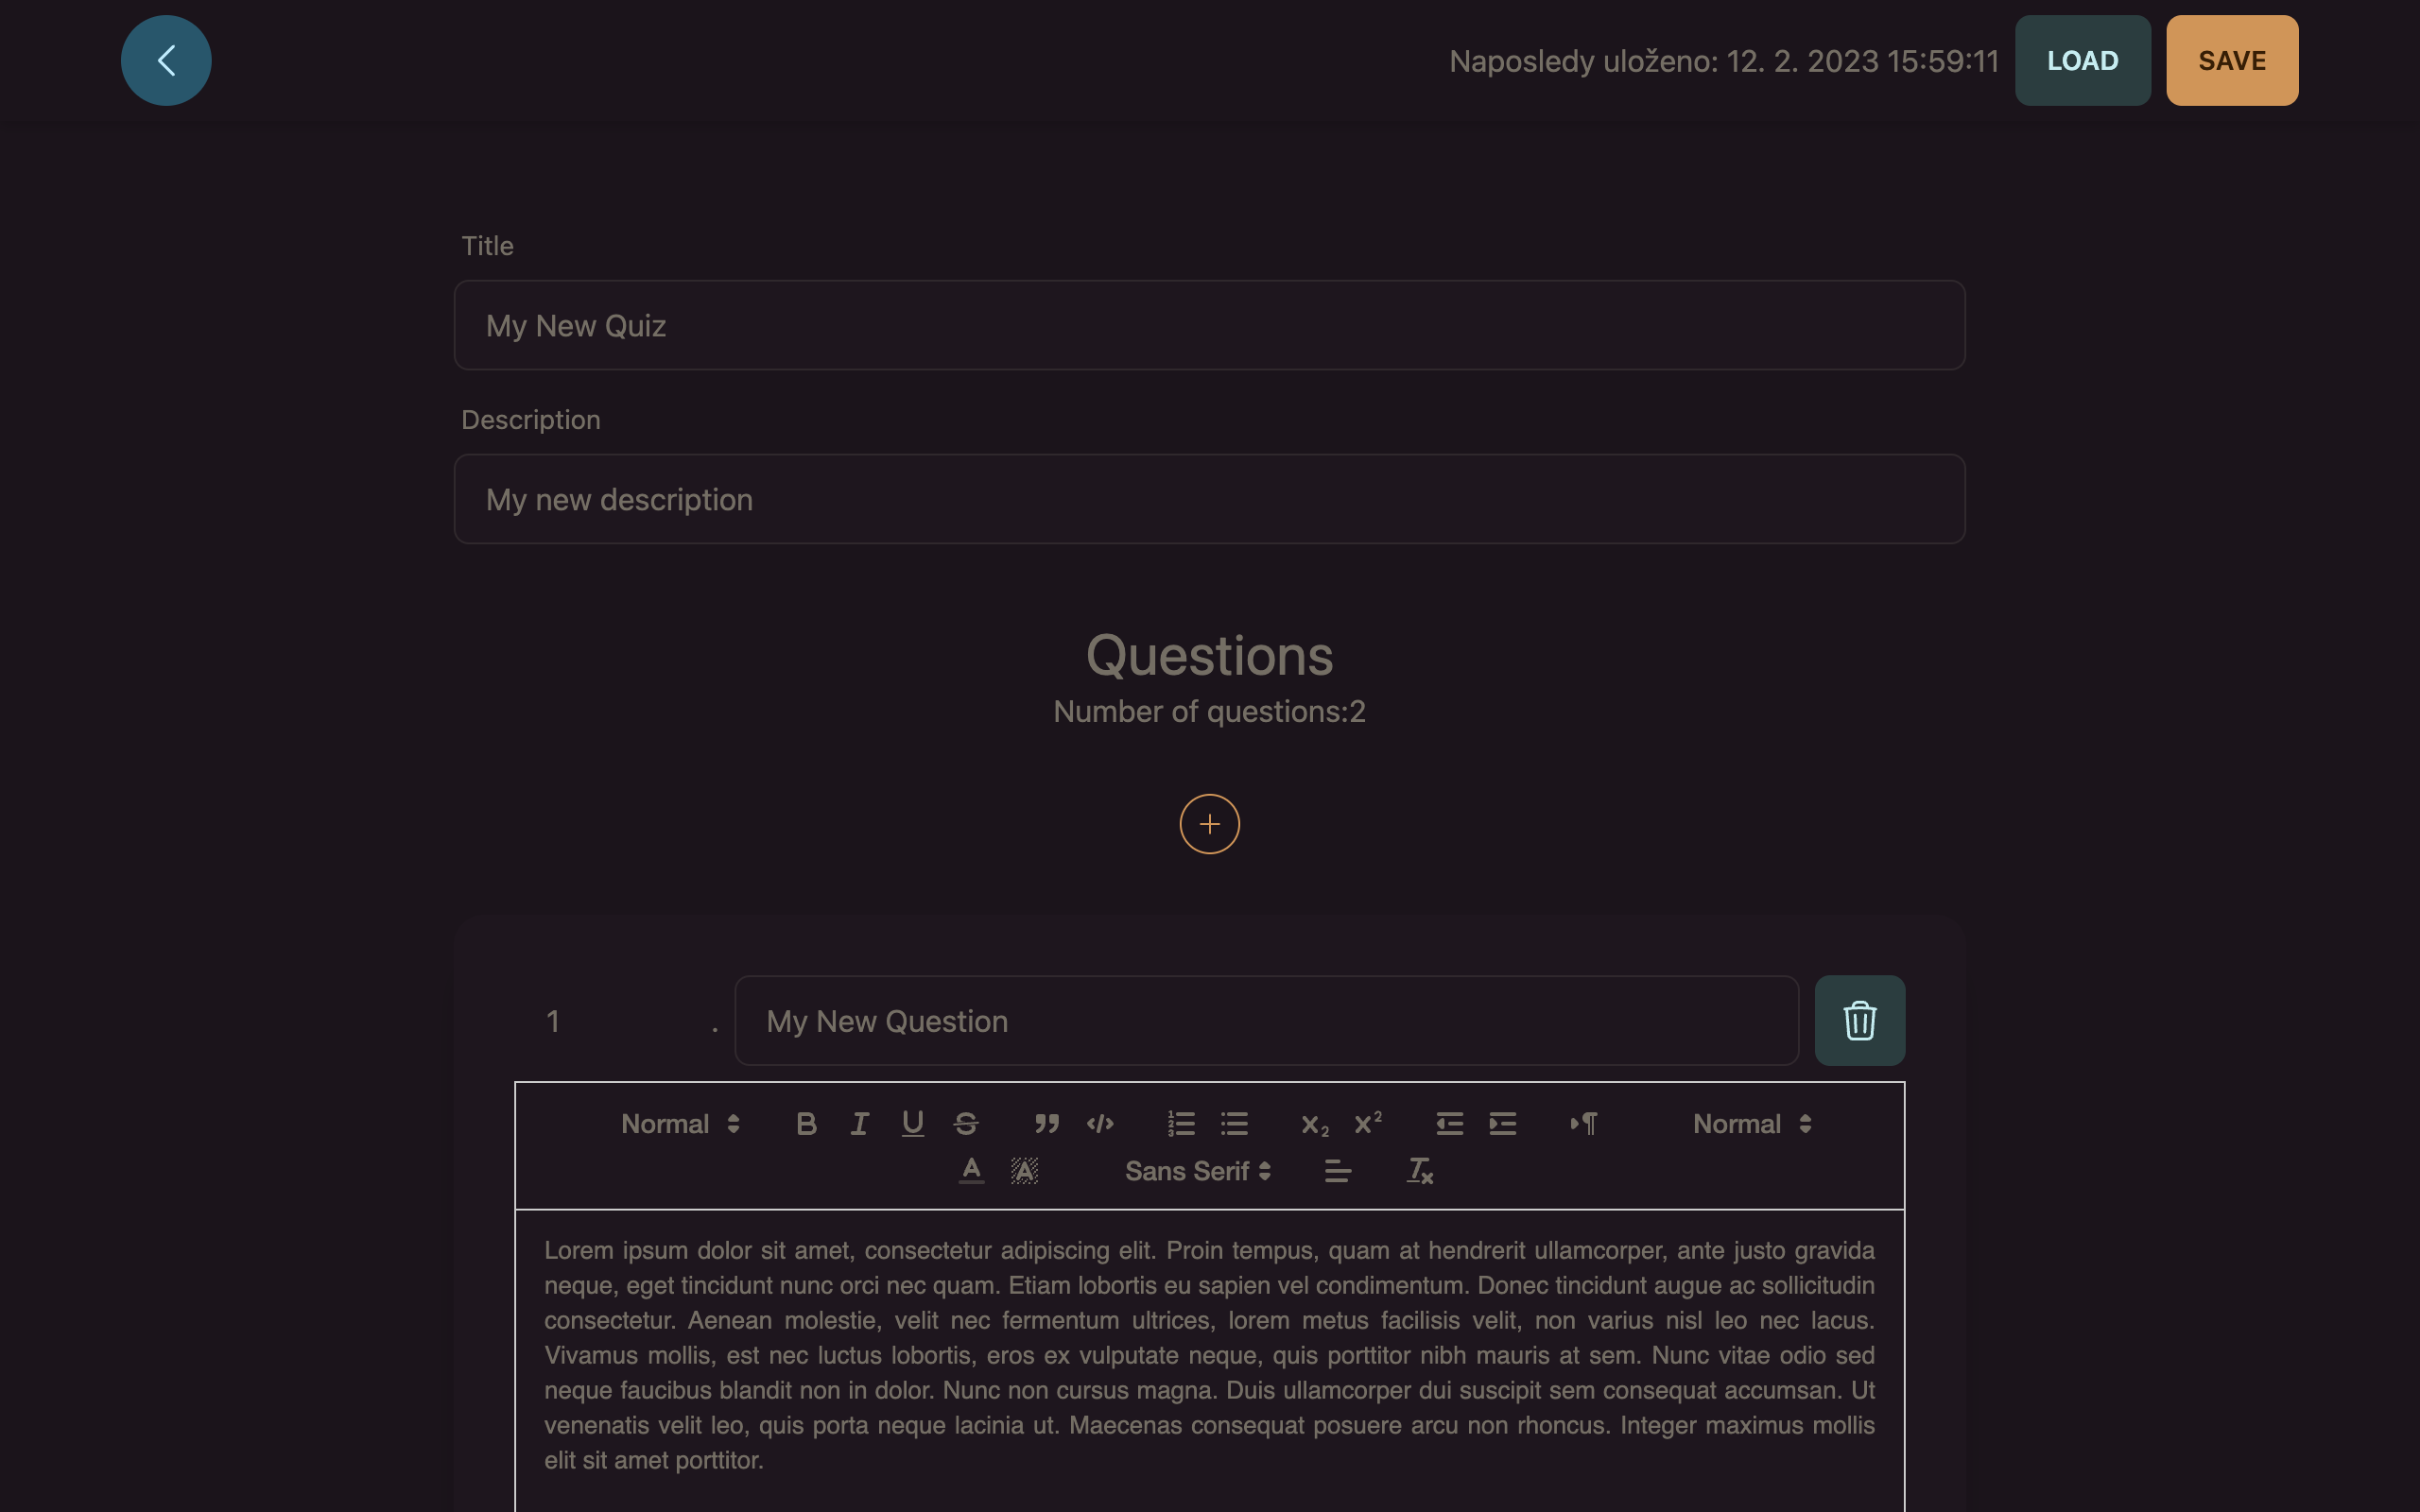 Naposledy uloženo: 12. 2. 2023 15:59:11 LOAD SAVE
Title
My New Quiz
Description
My new description
Questions
Number of questions:2
1 . My New Question
Normal
Normal
Sans Serif
Lorem ipsum dolor sit amet, consectetur adipiscing elit. Proin tempus, quam at hendrerit ullamcorper, ante justo gravida
neque, eget tincidunt nunc orci nec quam. Etiam lobortis eu sapien vel condimentum. Donec tincidunt augue ac sollicitudin
consectetur. Aenean molestie, velit nec fermentum ultrices, lorem metus facilisis velit, non varius nisl leo nec lacus.
Vivamus mollis, est nec luctus lobortis, eros ex vulputate neque, quis porttitor nibh mauris at sem. Nunc vitae odio sed
neque faucibus blandit non in dolor. Nunc non cursus magna. Duis ullamcorper dui suscipit sem consequat accumsan. Ut
venenatis velit leo, quis porta neque lacinia ut. Maecenas consequat posuere arcu non rhoncus. Integer maximus mollis
elit sit amet porttitor.